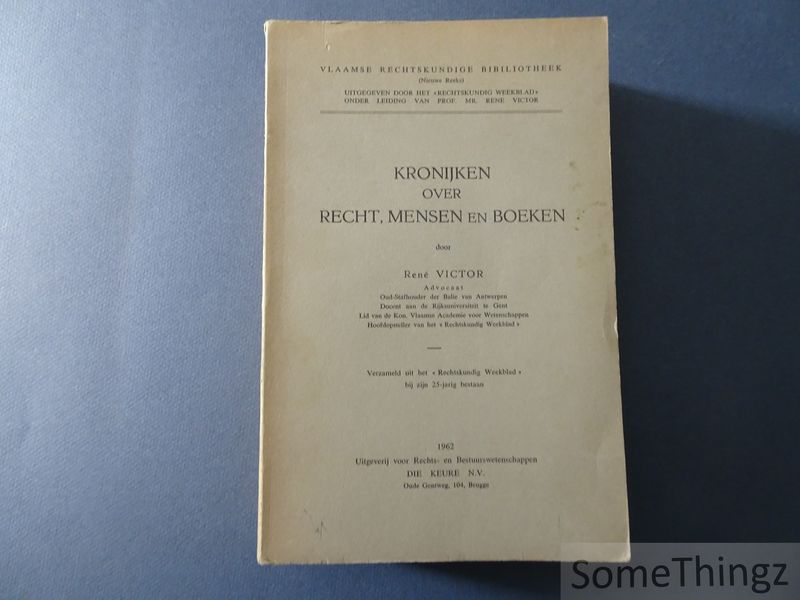 VLAAMSE RECHTSKUNDIGE BIBILIOTHEEK
(Nieuwe Reeks)
UITGEGEVEN DOOR HET «RECHTSKUNDIG WEEKBLAD»
ONDER LEIDING VAN PROF. MR. RENE VICTOR
KRONIJKEN
OVER
RECHT, MENSEN EN BOEKEN
door
René VICTOR
Advocaat
Oud-Stafhouder der Balie van Antwerpen
Docent aan de Rijksuniversiteit te Gent
Lid van de Kon. Vlaamse Academie voor Wetenschappen
Hoofdopsteller van het « Rechtskundig Weekblad »
Verzameld uit het « Rechtskundig Weekblad »
bij zijn 25-jarig bestaan
1962
Uitgeverij voor Rechts- en Bestuurswetenschappen
DIE KEURE N.V.
Oude Gentweg, 104, Brugge
SomeThingz